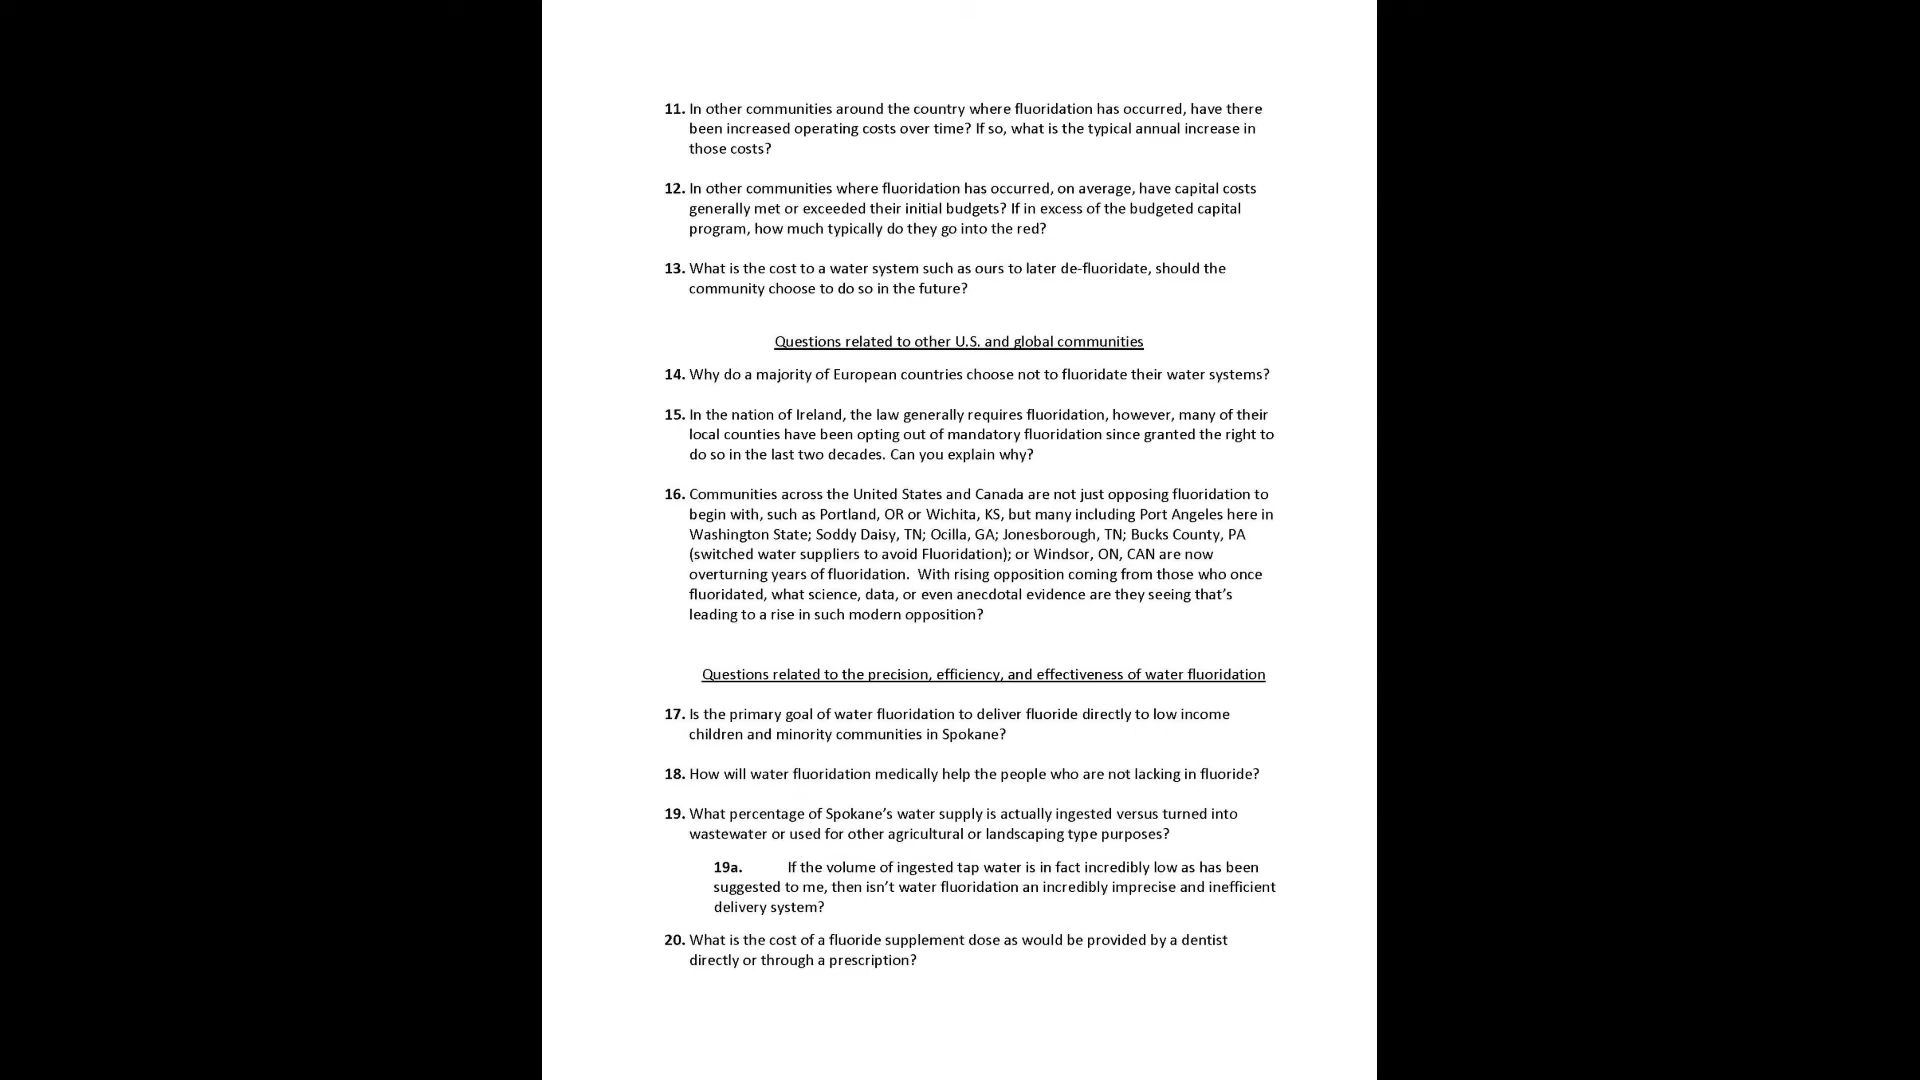 11. In other communities around the country where fluoridation has occurred, have there
been increased operating costs over time? If so, what is the typical annual increase in
those costs?
12. In other communities where fluoridation has occurred, on average, have capital costs
generally met or exceeded their initial budgets? If in excess of the budgeted capital
program, how much typically do they go into the red?
13. What is the cost to a water system such as ours to later de-fluoridate, should the
community choose to do so in the future?
Questions related to other U.S. and global communities
14. Why do a majority of European countries choose not to fluoridate their water systems?
15. In the nation of Ireland, the law generally requires fluoridation, however, many of their
local counties have been opting out of mandatory fluoridation since granted the right to
do so in the last two decades. Can you explain why?
16. Communities across the United States and Canada are not just opposing fluoridation to
begin with, such as Portland, OR or Wichita, KS, but many including Port Angeles here in
Washington State; Soddy Daisy, TN; Ocilla, GA; Jonesborough, TN; Bucks County, PA
(switched water suppliers to avoid Fluoridation); or Windsor, ON, CAN are now
overturning years of fluoridation.  With rising opposition coming from those who once
fluoridated, what science, data, or even anecdotal evidence are they seeing that’s
leading to a rise in such modern opposition?
Questions related to the precision, efficiency, and effectiveness of water fluoridation
17. Is the primary goal of water fluoridation to deliver fluoride directly to low income
children and minority communities in Spokane?
18. How will water fluoridation medically help the people who are not lacking in fluoride?
19. What percentage of Spokane’s water supply is actually ingested versus turned into
wastewater or used for other agricultural or landscaping type purposes?
19a. If the volume of ingested tap water is in fact incredibly low as has been
suggested to me, then isn’t water fluoridation an incredibly imprecise and inefficient
delivery system?
20. What is the cost of a fluoride supplement dose as would be provided by a dentist
directly or through a prescription?